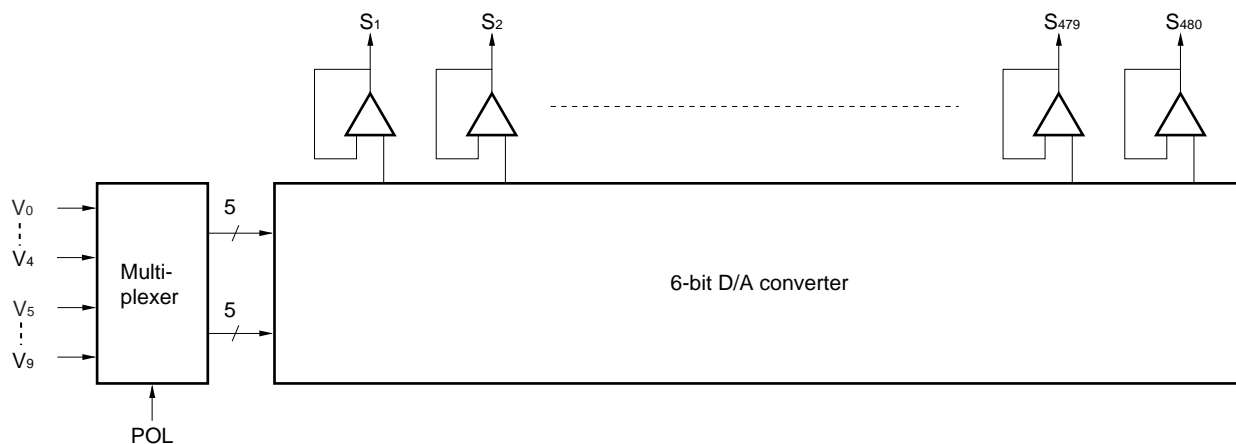 S1 S2 S479 S480
V0
V4
V5
V9
5
5
Multi-
plexer
6-bit D/A converter
POL